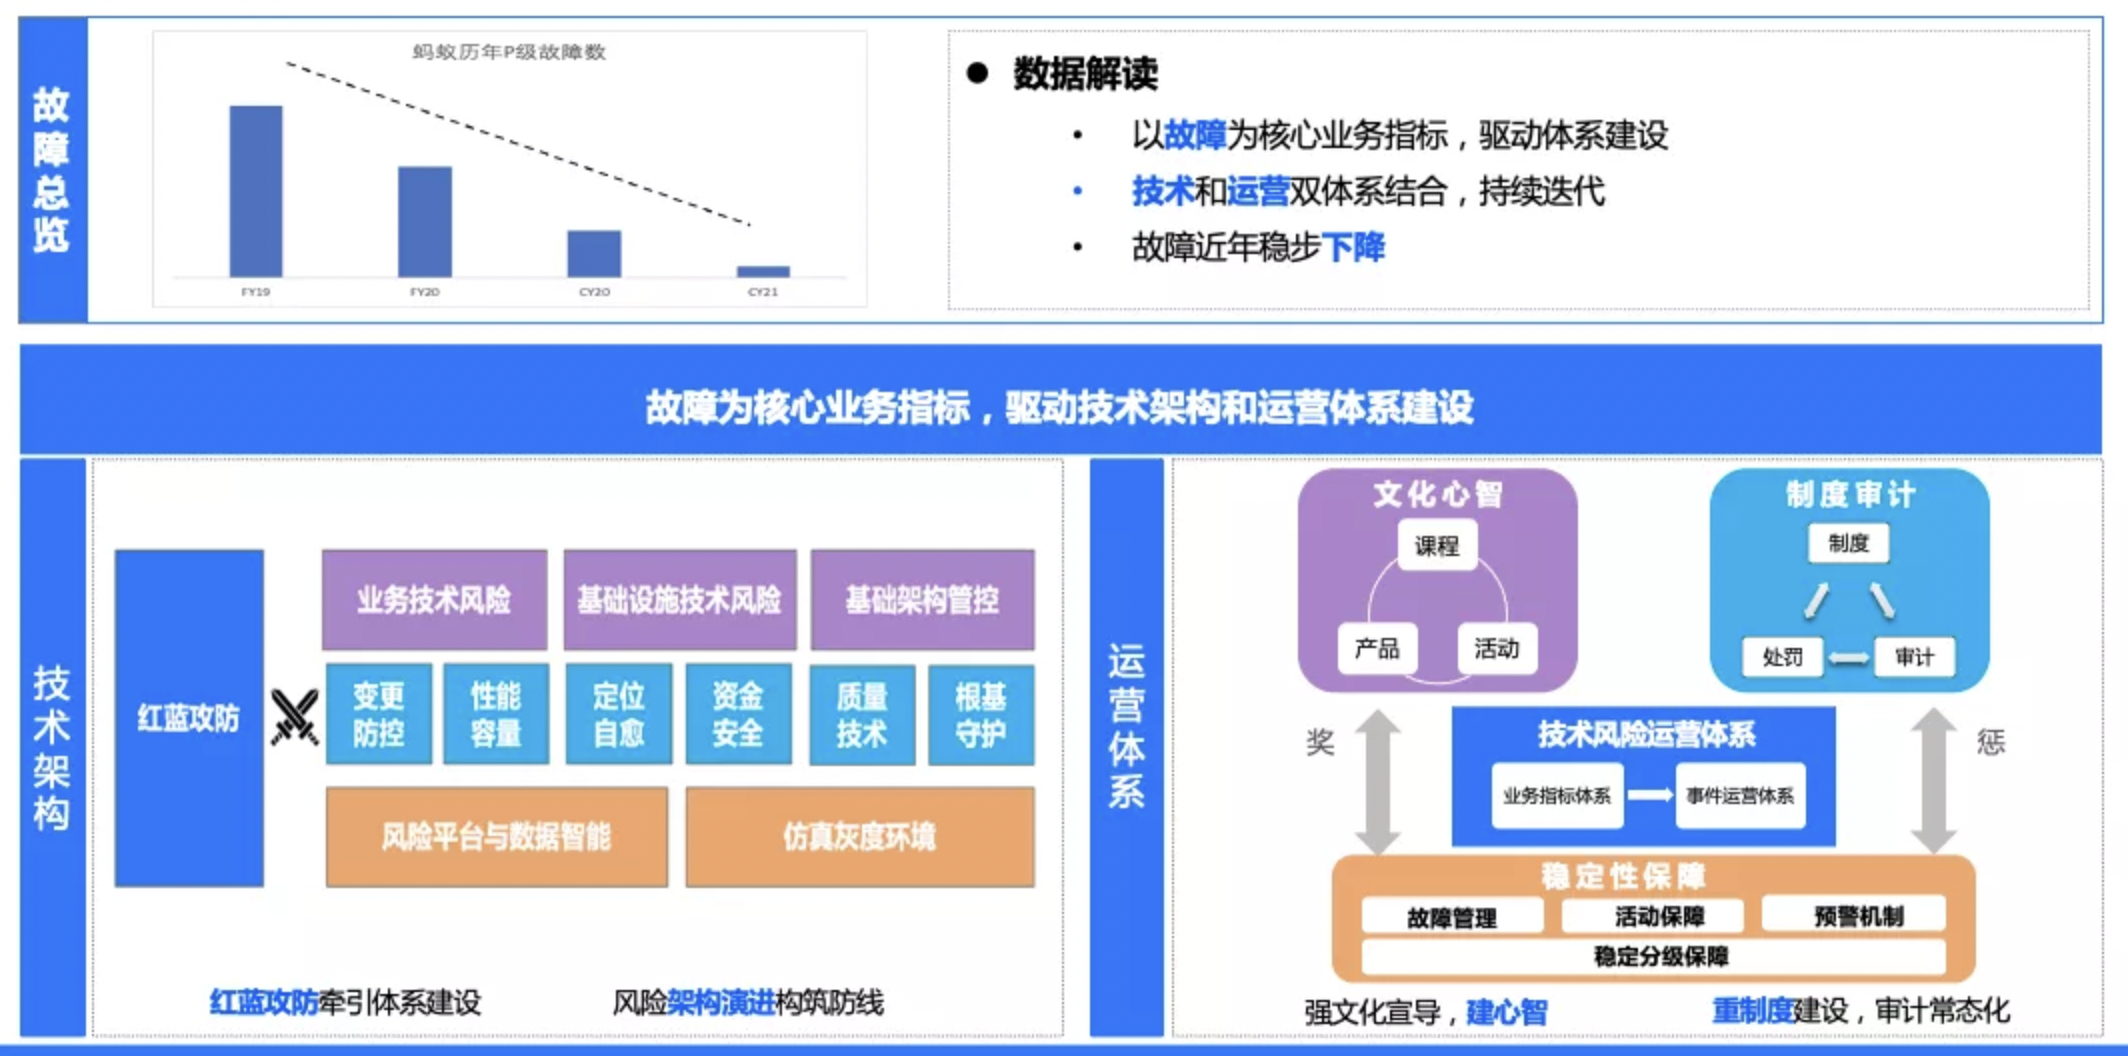 故障总览
蚂蚁历年P级故障数
FY19
FY20
CY20
CY21
数据解读
以故障为核心业务指标，驱动体系建设
技术和运营双体系结合，持续迭代
故障近年稳步下降
故障为核心业务指标，驱动技术架构和运营体系建设
技术架构
红蓝攻防
业务技术风险
基础设施技术风险
基础架构管控
变更
防控
性能
容量
定位
自愈
资金
安全
质量
技术
根基
守护
风险平台与数据智能
仿真灰度环境
红蓝攻防牵引体系建设
风险架构演进构筑防线
运营体系
文化心智
课程
产品
活动
制度审计
制度
处罚
审计
奖
惩
技术风险运营体系
业务指标体系
事件运营体系
稳定性保障
故障管理
活动保障
预警机制
稳定分级保障
强文化宣导，建心智
重制度建设，审计常态化